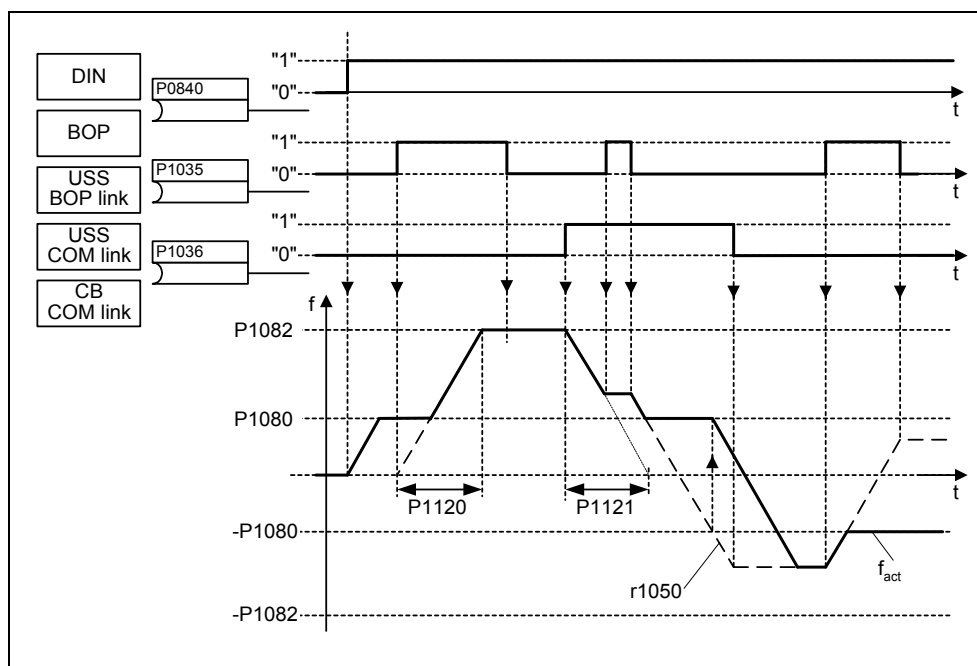 DIN
BOP
USS
BOP link
USS
COM link
CB
COM link
P0840
P1035
P1036
"1"
"0"
t
"1"
"0"
t
"1"
"0"
t
f
P1082
P1080
t
P1120
P1121
-P1080
r1050
fact
-P1082